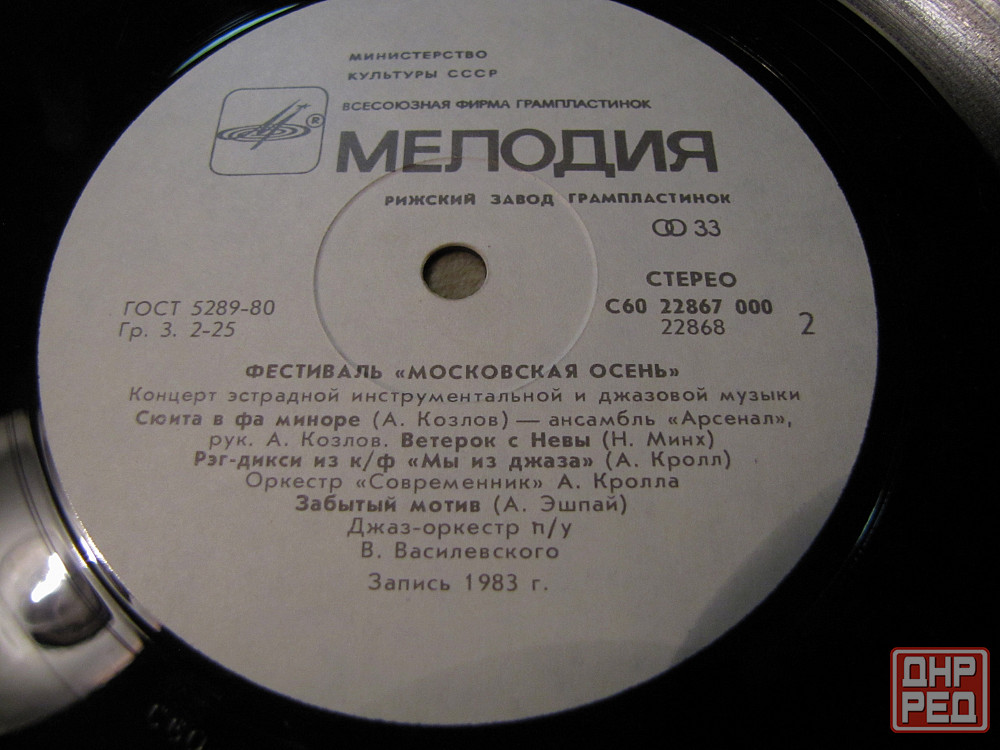 МИНИСТЕРСТВО
КУЛЬТУРЫ СССР
ВСЕСОЮЗНАЯ ФИРМА ГРАМПЛАСТИНОК
®
МЕЛОДИЯ
РИЖСКИЙ ЗАВОД ГРАМПЛАСТИНОК
33
СТЕРЕО
ГОСТ 5289-80
Гр. 3. 2-25
С60 22867 000
22868
2
ФЕСТИВАЛЬ «МОСКОВСКАЯ ОСЕНЬ»
Концерт эстрадной инструментальной и джазовой музыки
Сюита в фа миноре (А. Козлов) — ансамбль «Арсенал»,
рук. А. Козлов. Ветерок с Невы (Н. Минх)
Рэг-дикси из к/ф «Мы из джаза» (А. Кролл)
Оркестр «Современник» А. Кролла
Забытый мотив (А. Эшпай)
Джаз-оркестр п/у
В. Василевского
Запись 1983 г.
ДНР
РЕД